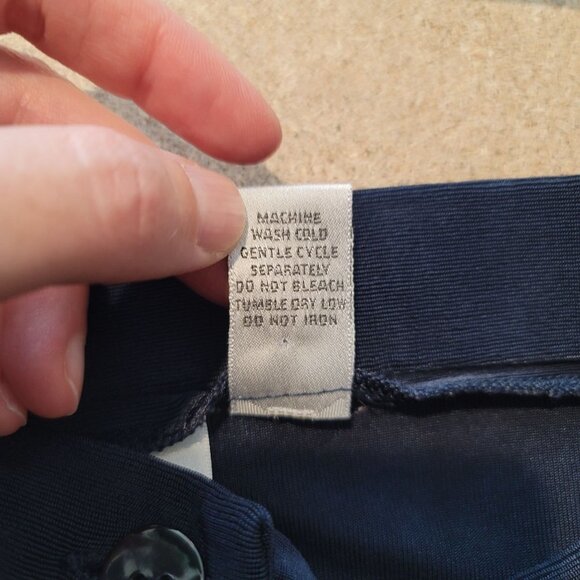 MACHINE
WASH COLD
GENTLE CYCLE
SEPARATELY
DO NOT BLEACH
TUMBLE DRY LOW
DO NOT IRON